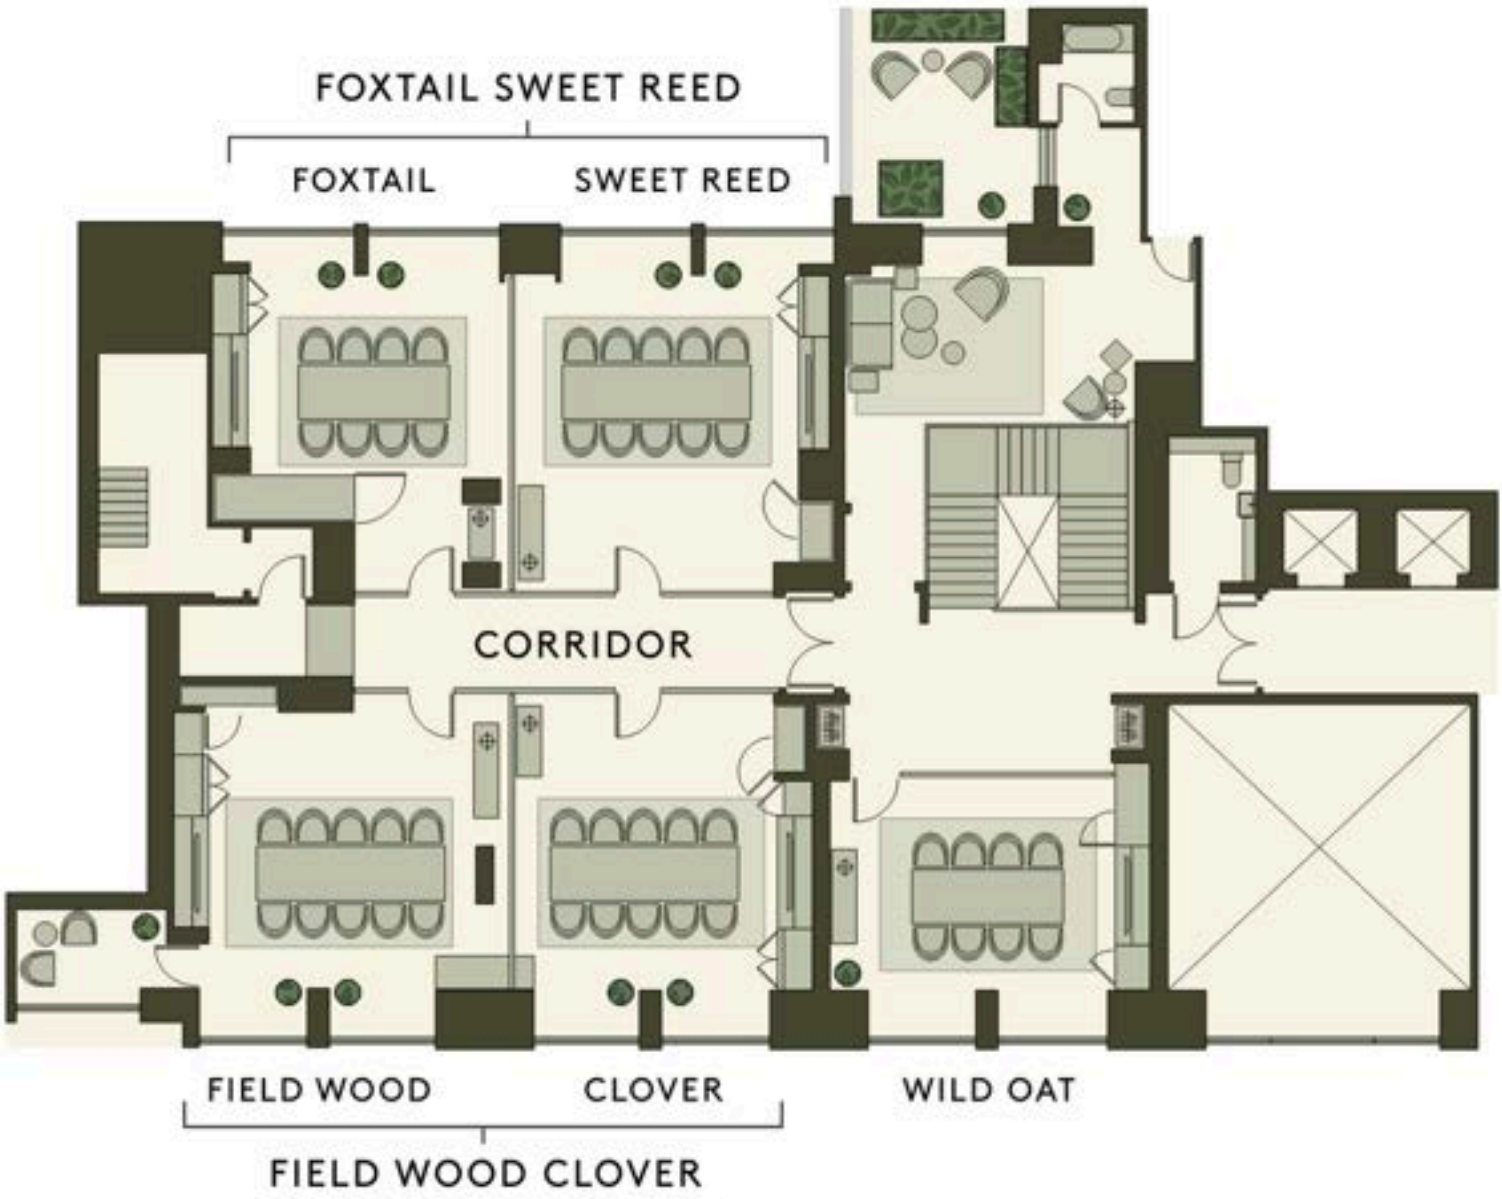 FOXTAIL SWEET REED
FOXTAIL
SWEET REED
CORRIDOR
FIELD WOOD
CLOVER
WILD OAT
FIELD WOOD CLOVER